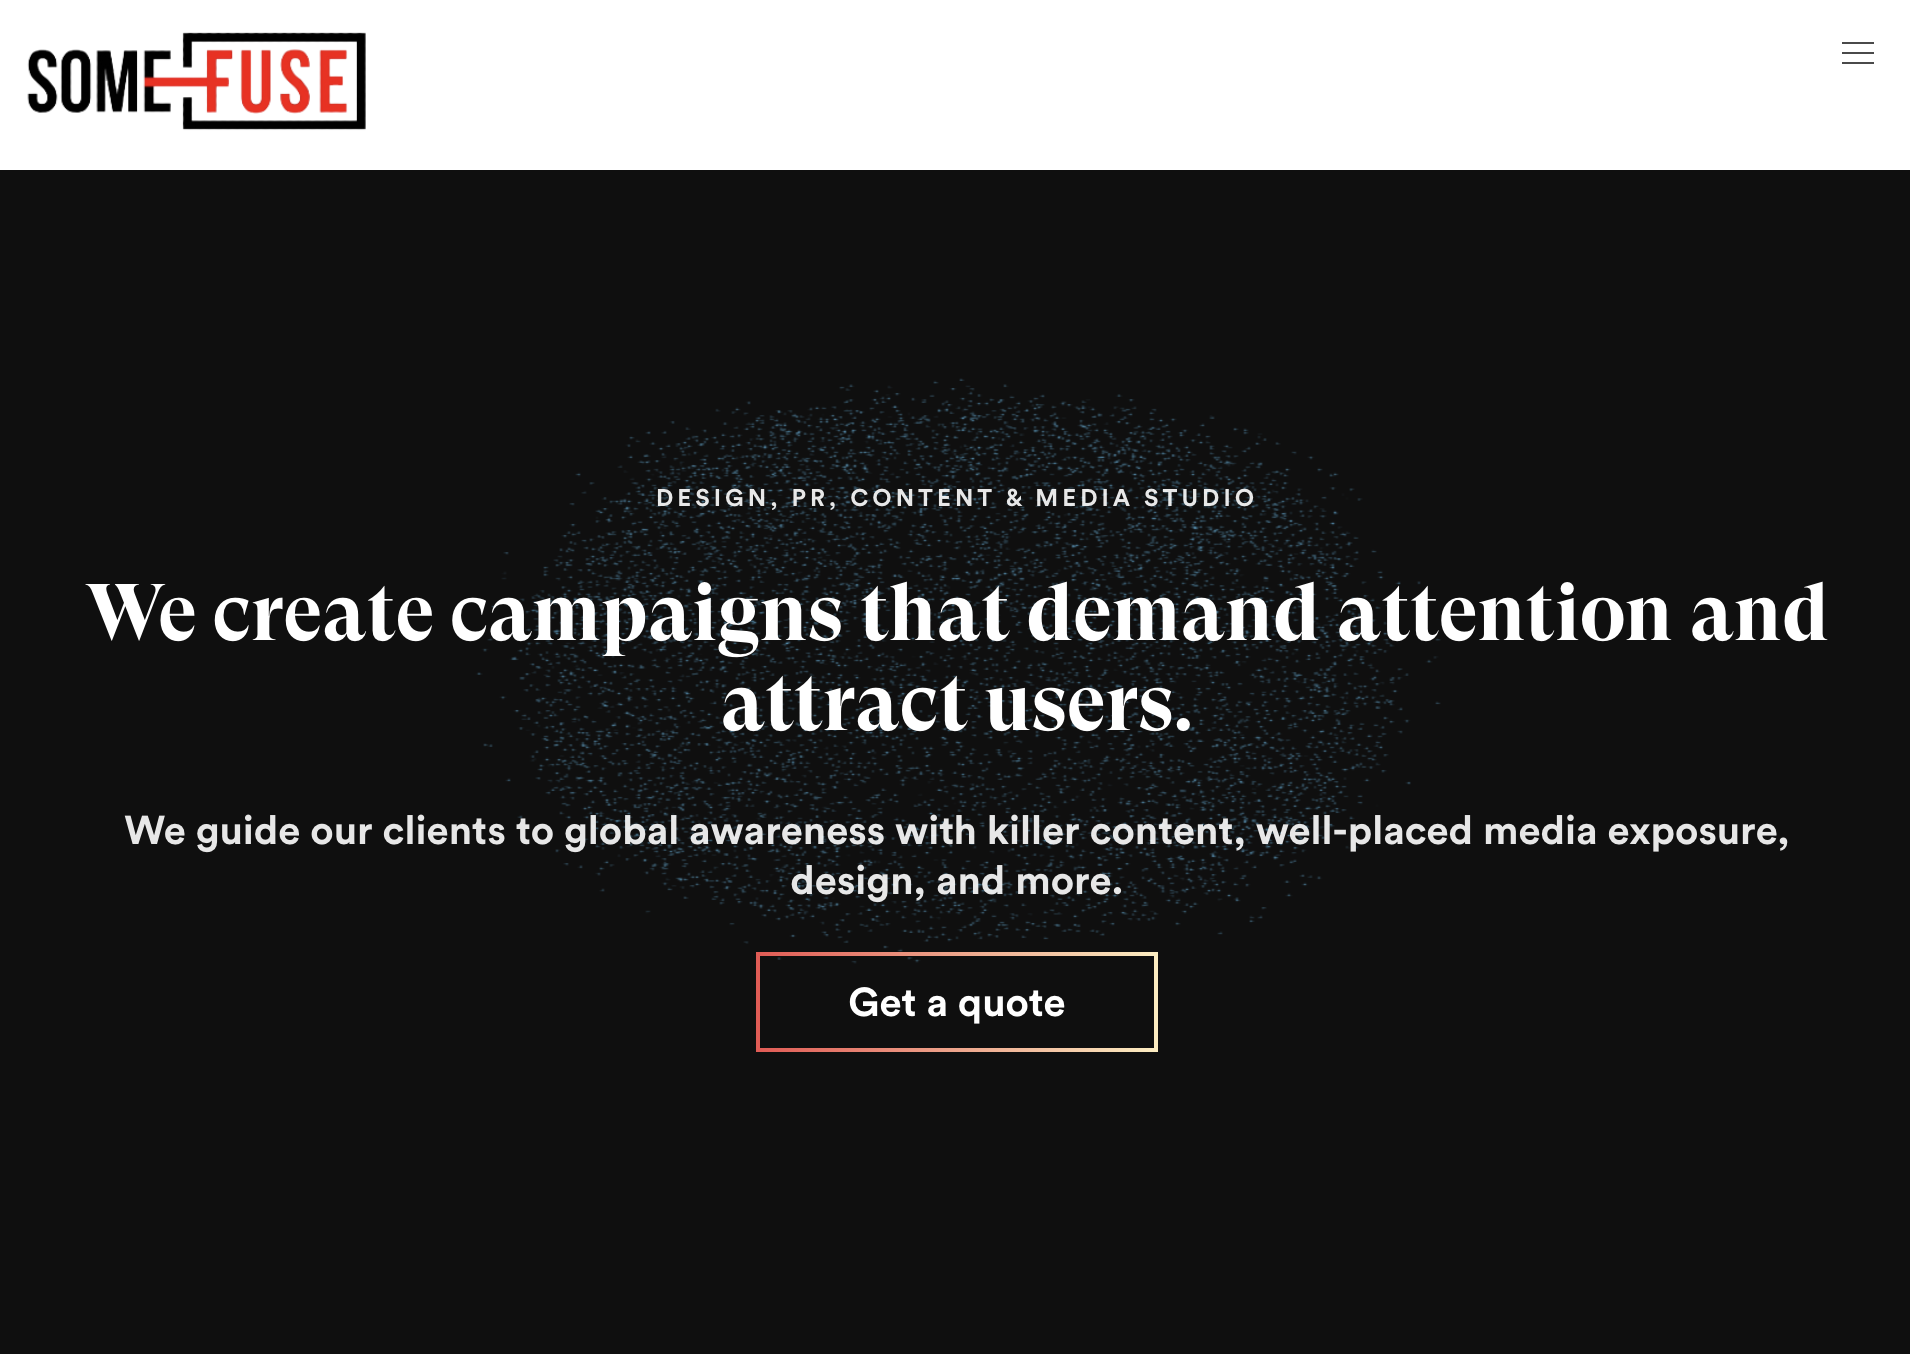 SOME FUSE
DESIGN, PR, CONTENT & MEDIA STUDIO
We create campaigns that demand attention and
attract users.
We guide our clients to global awareness with killer content, well-placed media exposure,
design, and more.
Get a quote